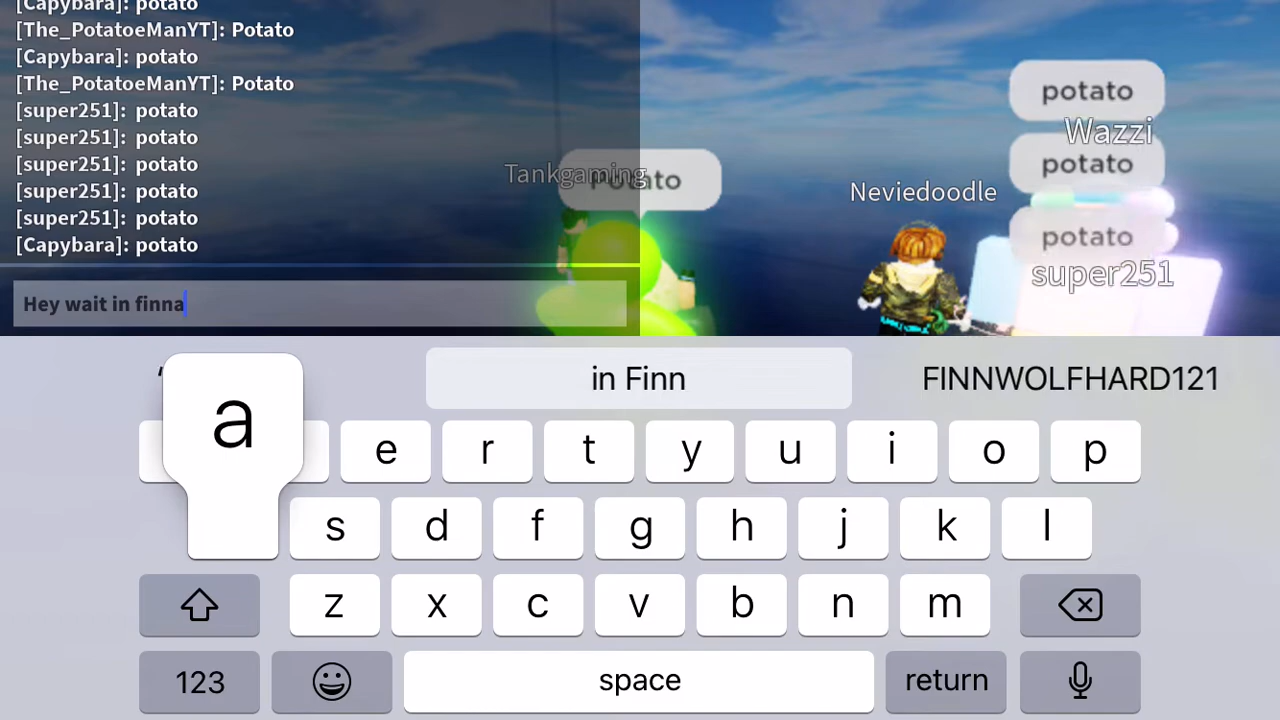 [Capybara]: potato
[The_PotatoeManYT]: Potato
[Capybara]: potato
[The_PotatoeManYT]: Potato
[super251]: potato
[super251]: potato
[super251]: potato
[super251]: potato
[super251]: potato
[Capybara]: potato
Hey wait in finna
Tankgaming
Potato
Neviedoodle
potato
Wazzi
potato
potato
super251
in Finn
FINNWOLFHARD121
a
e r t y u i o p
s d f g h j k l
z x c v b n m
123
space
return